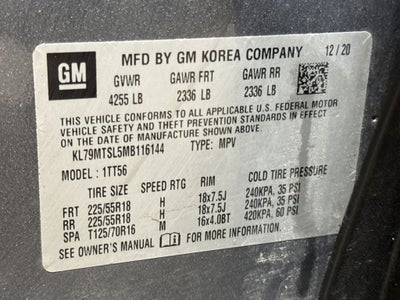 GM
MFD BY GM KOREA COMPANY 12/20
GVWR GAWR FRT GAWR RR
4255 LB 2336 LB 2336 LB
THIS VEHICLE CONFORMS TO ALL APPLICABLE U.S. FEDERAL MOTOR
VEHICLE SAFETY AND THEFT PREVENTION STANDARDS IN EFFECT
ON THE DATE OF MANUFACTURE SHOWN ABOVE.
KL79MTSL5MB116144 TYPE: MPV
MODEL: 1TT56
TIRE SIZE SPEED RTG RIM COLD TIRE PRESSURE
FRT 225/55R18 H 18x7.5J 240KPA, 35 PSI
RR 225/55R18 H 18x7.5J 240KPA, 35 PSI
SPA T125/70R16 M 16x4.0BT 420KPA, 60 PSI
SEE OWNER'S MANUAL FOR MORE INFORMATION.